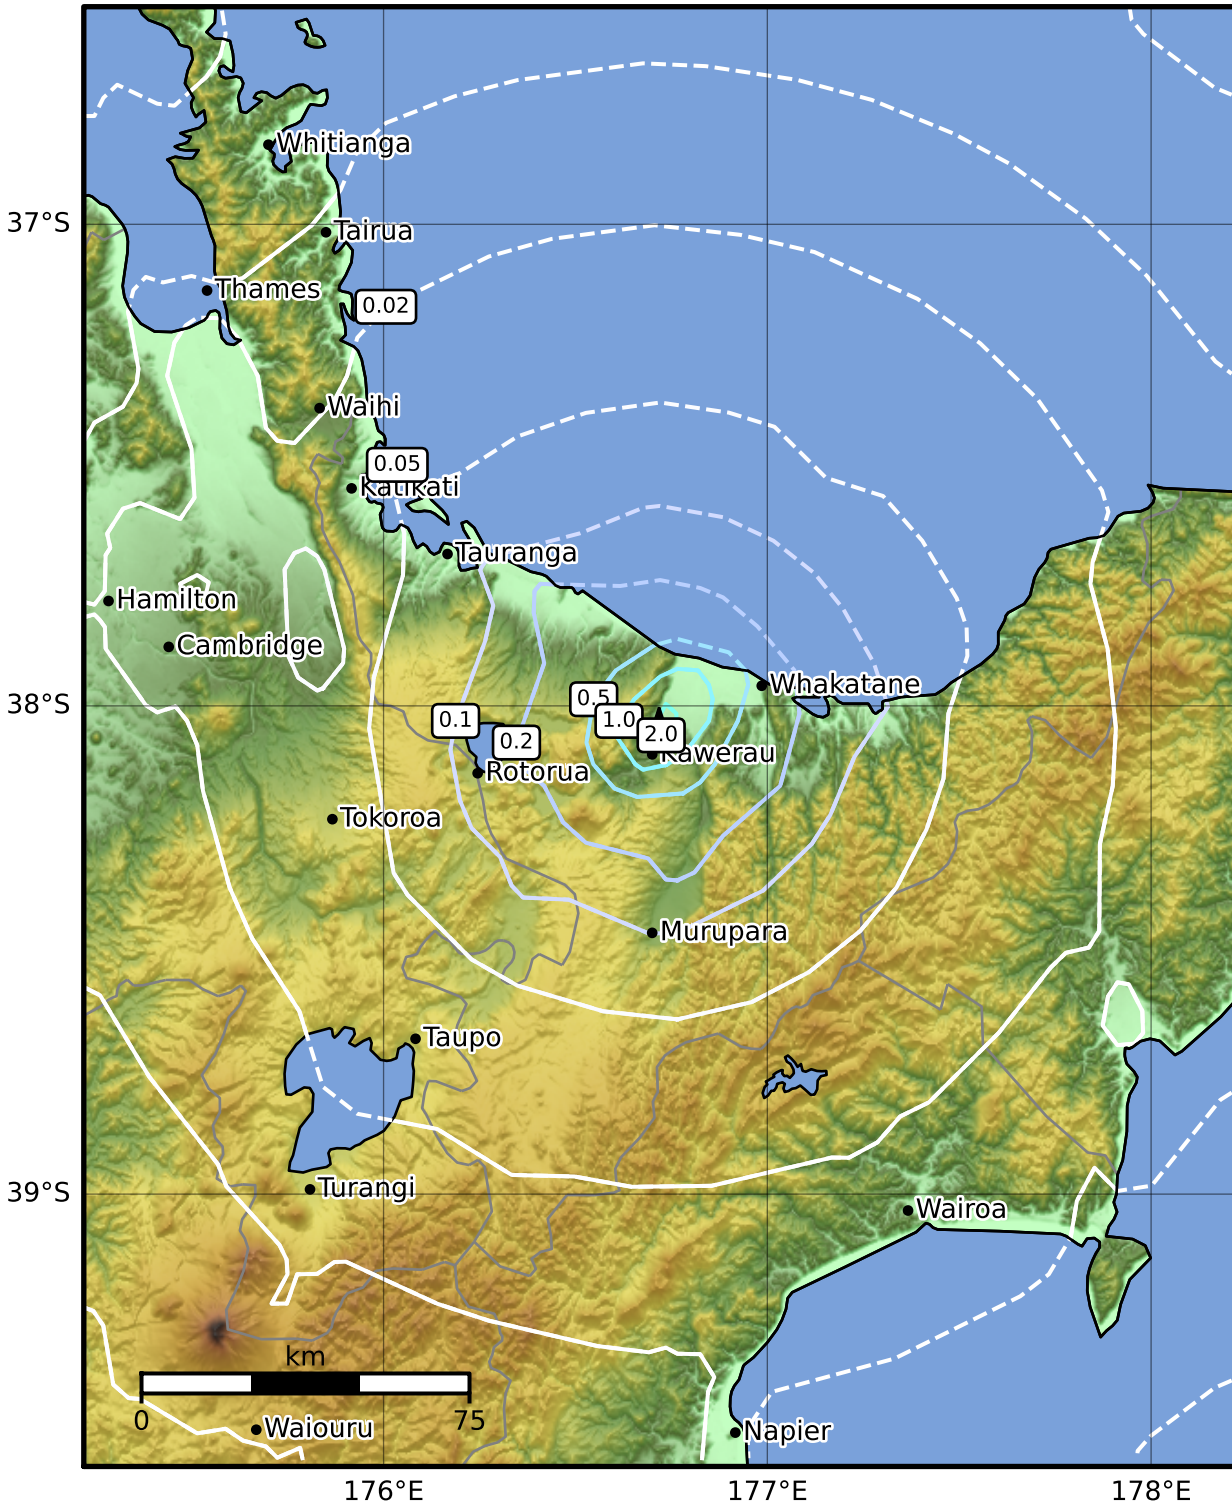 Whitianga
37°S
Tairua
Thames
0.02
Waihi
0.05
Katikati
Tauranga
Hamilton
Cambridge
Whakatane
38°S
0.5
0.1
1.0
0.2
2.0
Kawerau
Rotorua
Tokoroa
Murupara
Taupo
Turangi
39°S
Wairoa
km
0
75
Waiouru
Napier
176°E
177°E
178°E